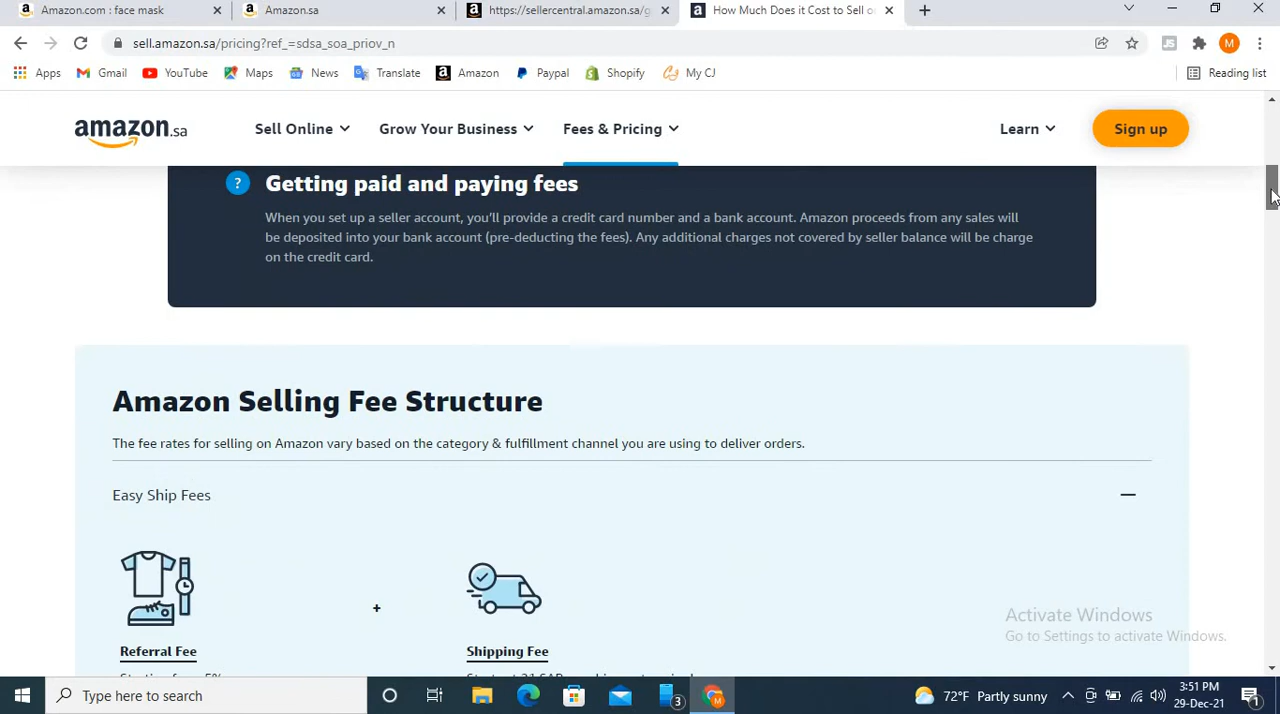 Amazon.com : face mask
Amazon.sa
https://sellercentral.amazon.sa/g
How Much Does it Cost to Sell o
sell.amazon.sa/pricing?ref_=sdsa_soa_priov_n
JS
M
Apps
Gmail
YouTube
Maps
News
Translate
Amazon
Paypal
Shopify
My CJ
Reading list
amazon.sa
Sell Online
Grow Your Business
Fees & Pricing
Learn
Sign up
? Getting paid and paying fees
When you set up a seller account, you’ll provide a credit card number and a bank account. Amazon proceeds from any sales will
be deposited into your bank account (pre-deducting the fees). Any additional charges not covered by seller balance will be charge
on the credit card.
Amazon Selling Fee Structure
The fee rates for selling on Amazon vary based on the category & fulfillment channel you are using to deliver orders.
Easy Ship Fees
+
Referral Fee
Shipping Fee
Starting from 5%
Activate Windows
Go to Settings to activate Windows.
Type here to search
3
M
72°F Partly sunny
3:51 PM
29-Dec-21
1